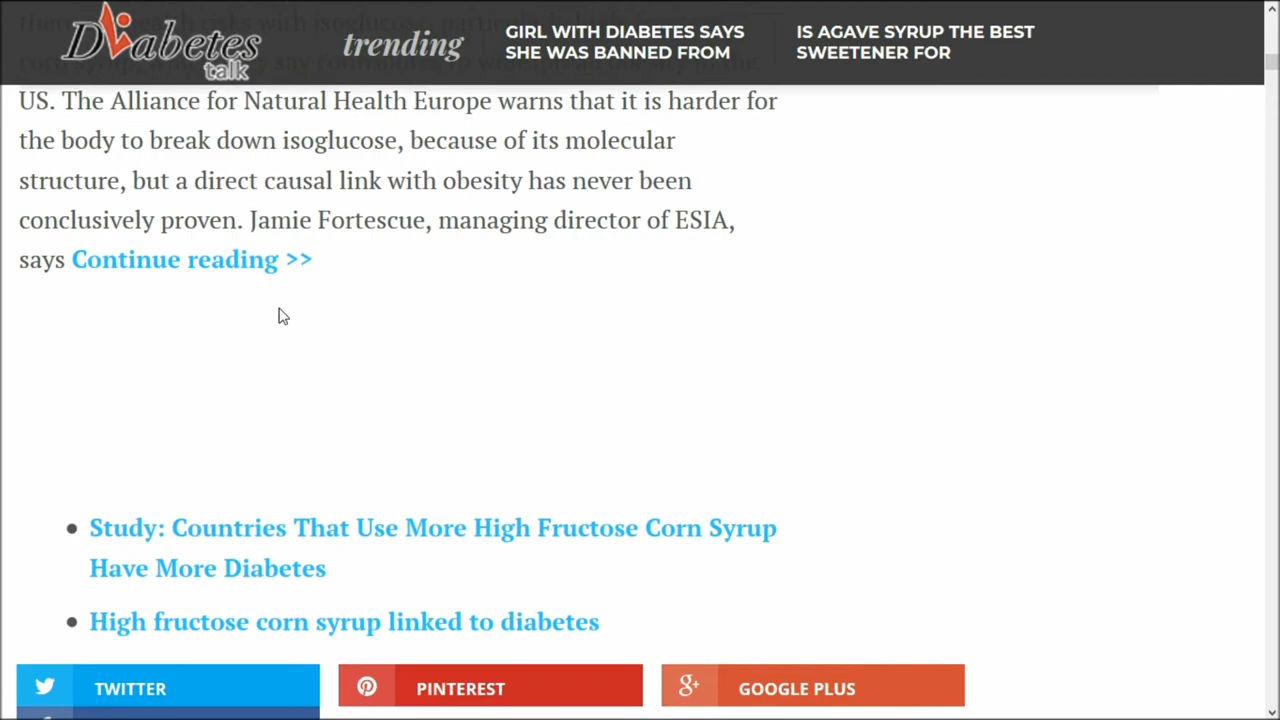 Diabetes
talk
trending
GIRL WITH DIABETES SAYS
SHE WAS BANNED FROM
IS AGAVE SYRUP THE BEST
SWEETENER FOR
US. The Alliance for Natural Health Europe warns that it is harder for
the body to break down isoglucose, because of its molecular
structure, but a direct causal link with obesity has never been
conclusively proven. Jamie Fortescue, managing director of ESIA,
says Continue reading >>
• Study: Countries That Use More High Fructose Corn Syrup
Have More Diabetes
• High fructose corn syrup linked to diabetes
TWITTER
PINTEREST
GOOGLE PLUS